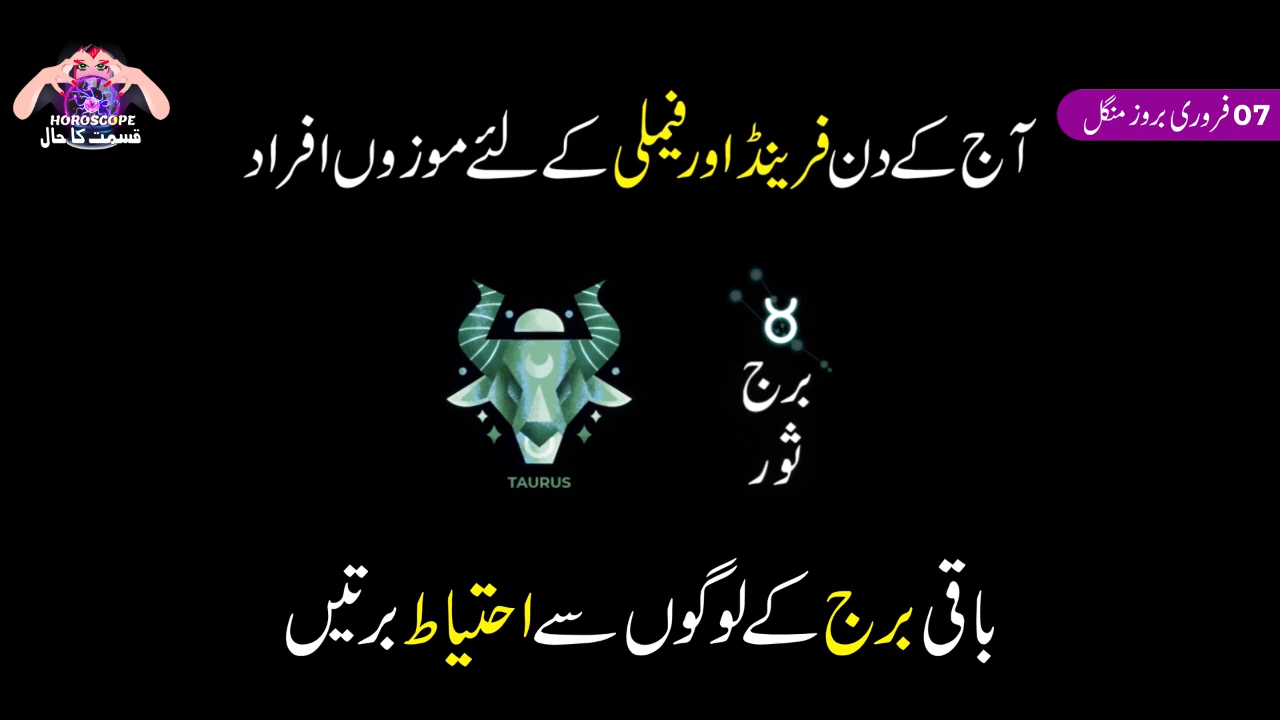 HOROSCOPE
قسمت کا حال
07 فروری بروز منگل
آج کے دن فرینڈ اور فیملی کے لئے موزوں افراد
TAURUS
برج
ثور
باقی برج کے لوگوں سے احتیاط برتیں